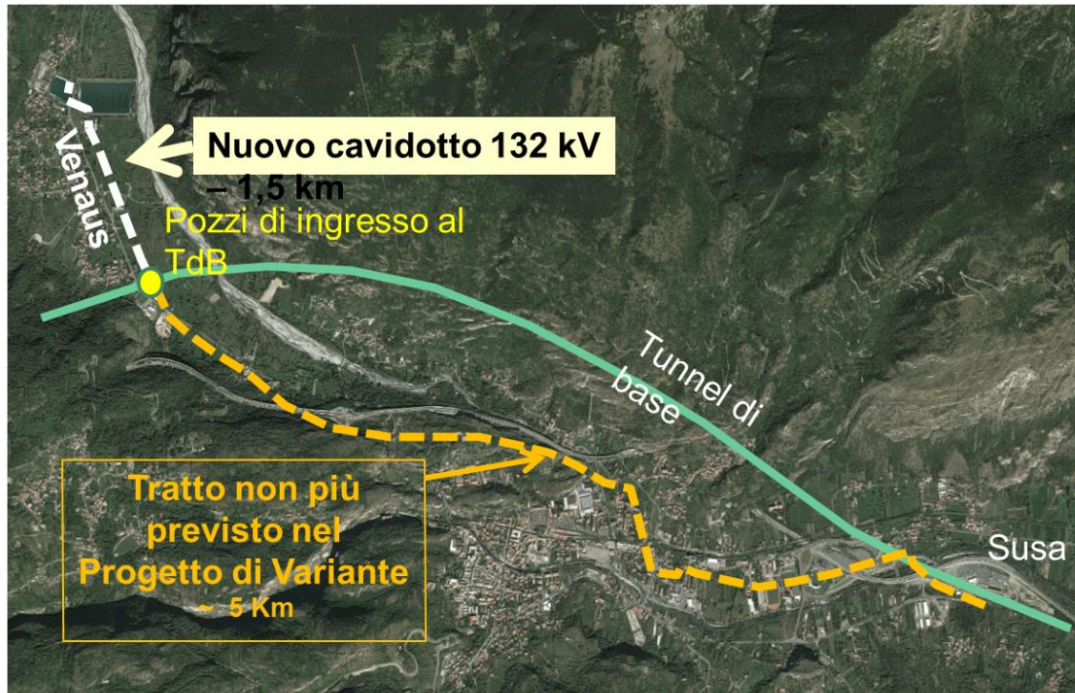 Nuovo cavidotto 132 kV
– 1,5 km
Venaus
Pozzi di ingresso al
TdB
Tunnel di
base
Tratto non più
previsto nel
Progetto di Variante
~ 5 Km
Susa